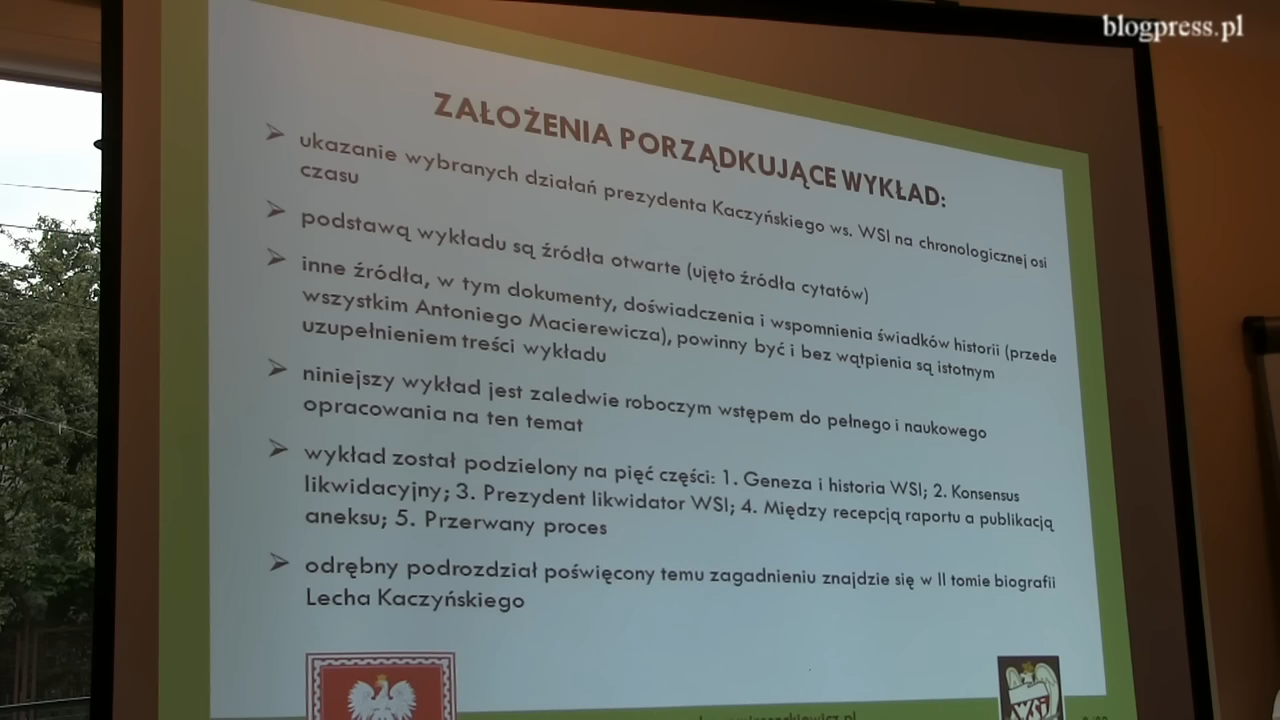 blogpress.pl
ZAŁOŻENIA PORZĄDKUJĄCE WYKŁAD:
ukazanie wybranych działań prezydenta Kaczyńskiego ws. WSI na chronologicznej osi
czasu
podstawą wykładu są źródła otwarte (ujęto źródła cytatów)
inne źródła, w tym dokumenty, doświadczenia i wspomnienia świadków historii (przede
wszystkim Antoniego Macierewicza), powinny być i bez wątpienia są istotnym
uzupełnieniem treści wykładu
niniejszy wykład jest zaledwie roboczym wstępem do pełnego i naukowego
opracowania na ten temat
wykład został podzielony na pięć części: 1. Geneza i historia WSI; 2. Konsensus
likwidacyjny; 3. Prezydent likwidator WSI; 4. Między recepcją raportu a publikacją
aneksu; 5. Przerwany proces
odrębny podrozdział poświęcony temu zagadnieniu znajdzie się w II tomie biografii
Lecha Kaczyńskiego
WSI